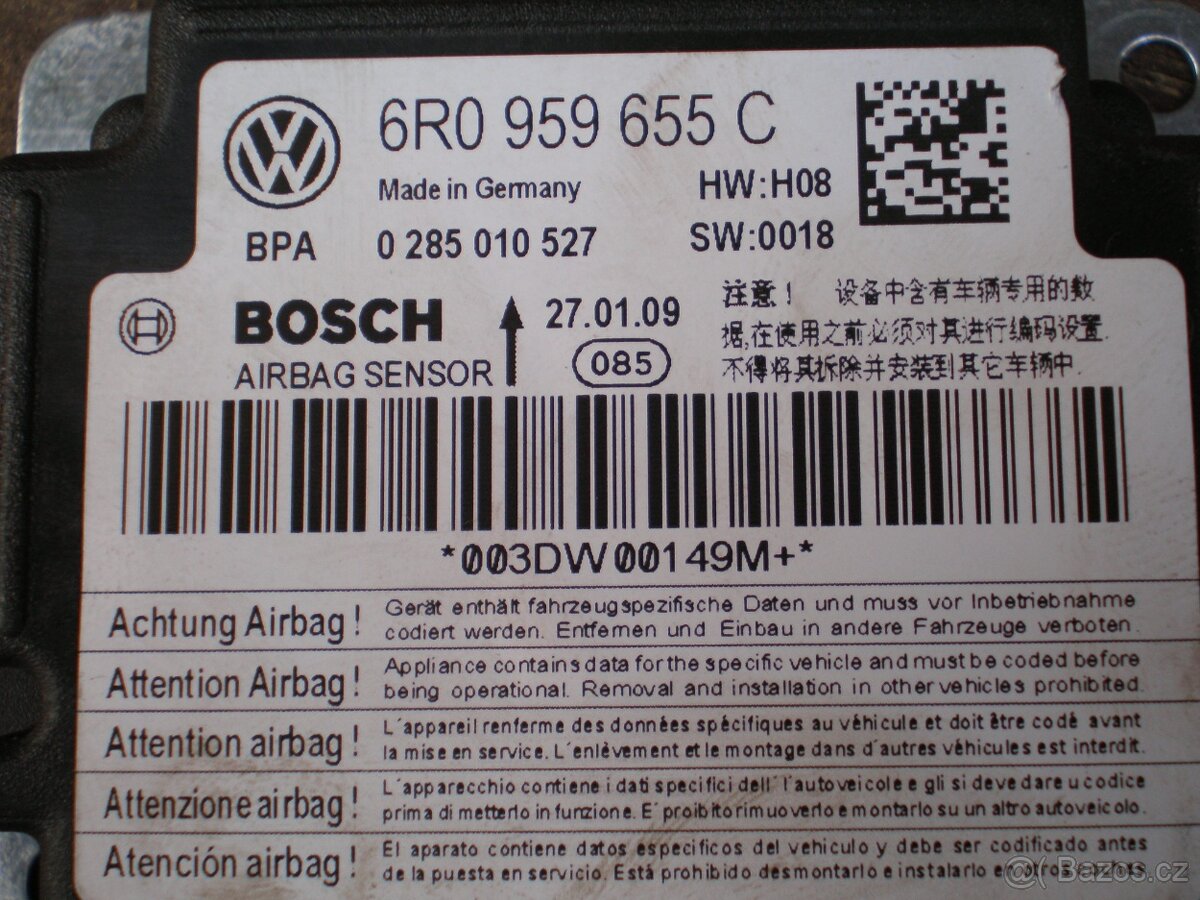 6R0 959 655 C
Made in Germany HW:H08
BPA 0 285 010 527 SW:0018
BOSCH 27.01.09
AIRBAG SENSOR 085
注意！ 设备中含有车辆专用的数
据,在使用之前必须对其进行编码设置.
不得将其拆除并安装到其它车辆中.
*003DW00149M+*
Achtung Airbag! Gerät enthält fahrzeugspezifische Daten und muss vor Inbetriebnahme
codiert werden. Entfernen und Einbau in andere Fahrzeuge verboten.
Attention Airbag! Appliance contains data for the specific vehicle and must be coded before
being operational. Removal and installation in other vehicles prohibited.
Attention airbag! L´appareil renferme des données spécifiques au véhicule et doit être codé avant
la mise en service. L´enlèvement et le montage dans d´autres véhicules est interdit.
Attenzione airbag! L´apparecchio contiene i dati specifici dell´ l´autoveicole e gli si deve dare u codice
prima di metterlo in funzione. E´ proibito rimuoverlo e montarlo su un altro autoveicolo.
Atención airbag! El aparato contiene datos especificos del vehiculo y debe ser codificado antes
de la puesta en servicio. Está prohibido desmontarlo e instalarlo en otros coches
Bazos.cz